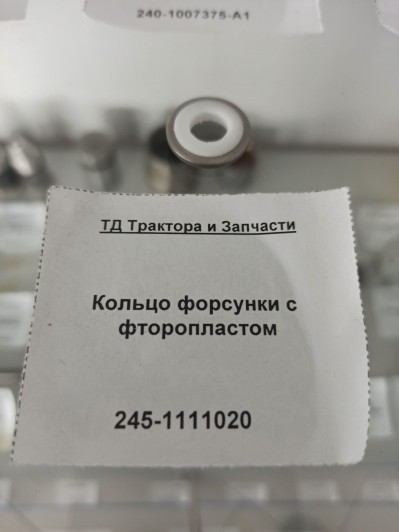 240-1007375-А1
ТД Трактора и Запчасти
Кольцо форсунки с
фторопластом
245-1111020